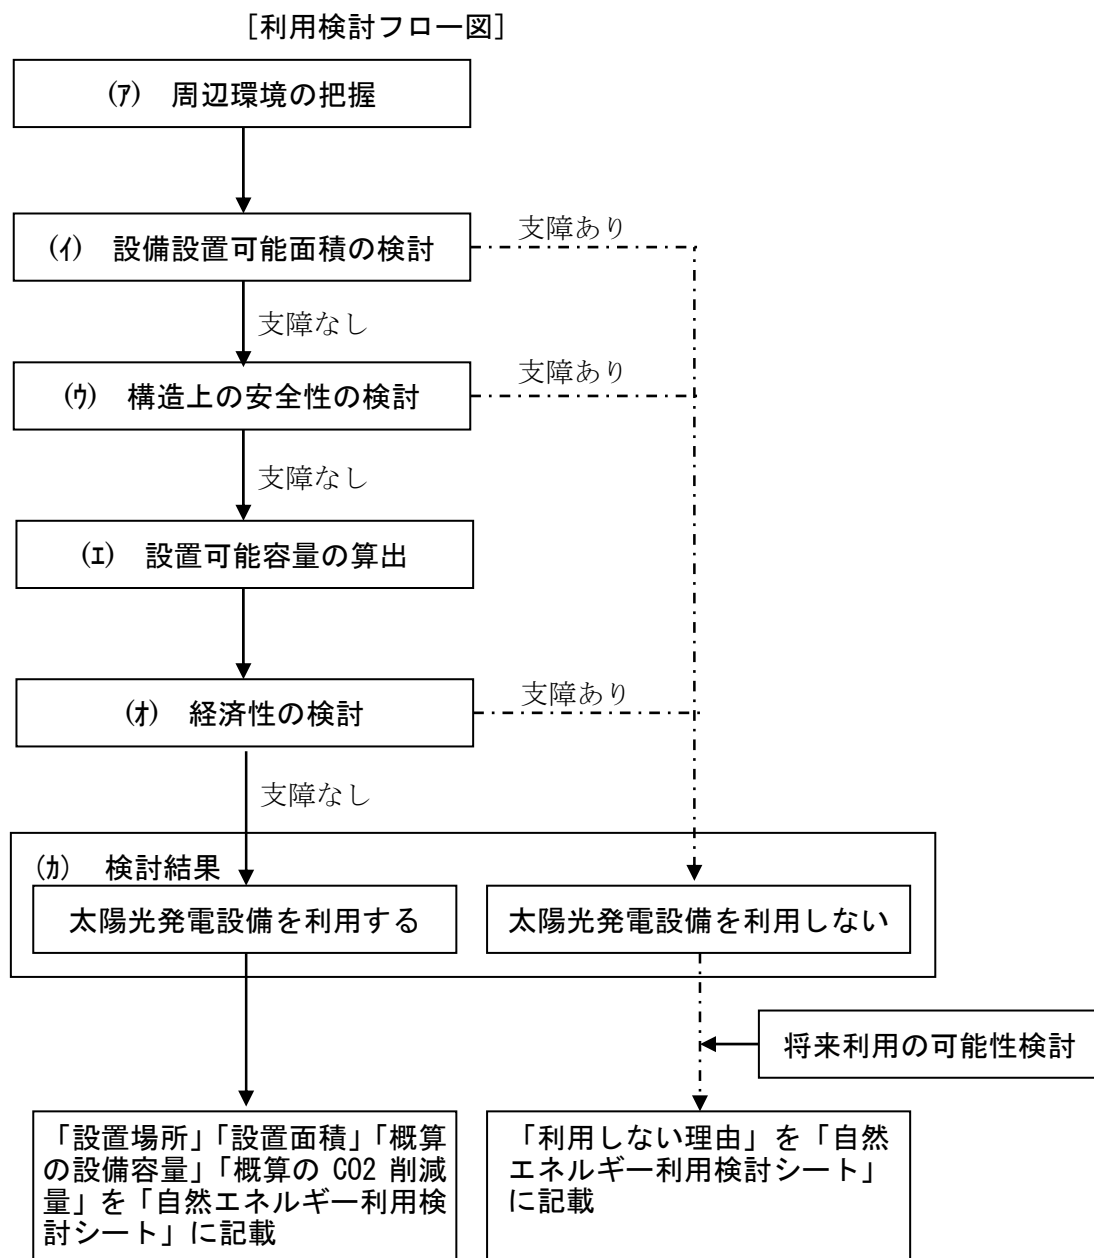 [利用検討フロー図]
(ｱ) 周辺環境の把握
(ｲ) 設備設置可能面積の検討
支障あり
支障なし
(ｳ) 構造上の安全性の検討
支障あり
支障なし
(ｴ) 設置可能容量の算出
(ｵ) 経済性の検討
支障あり
支障なし
(ｶ) 検討結果
太陽光発電設備を利用する
太陽光発電設備を利用しない
将来利用の可能性検討
「設置場所」「設置面積」「概算
の設備容量」「概算の CO2 削減
量」を「自然エネルギー利用検
討シート」に記載
「利用しない理由」を「自然
エネルギー利用検討シート」
に記載